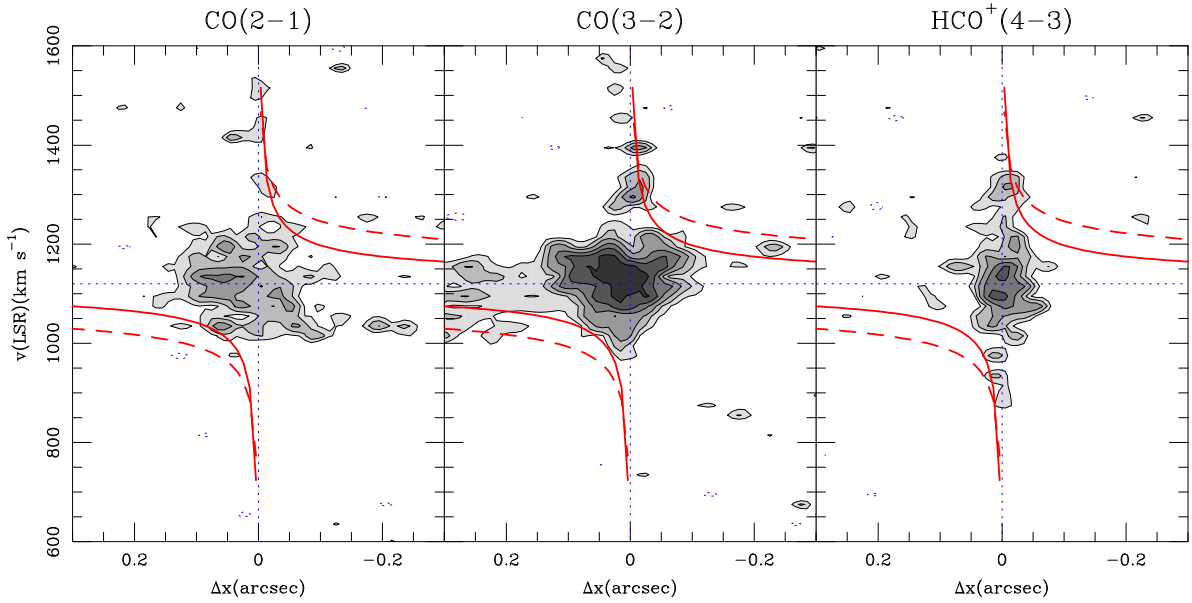 CO(2−1) CO(3−2) HCO⁺(4−3)
1600
1400
1200
1000
800
600
v(LSR)(km s⁻¹)
0.2 0 −0.2 0.2 0 −0.2 0.2 0 −0.2
Δx(arcsec) Δx(arcsec) Δx(arcsec)